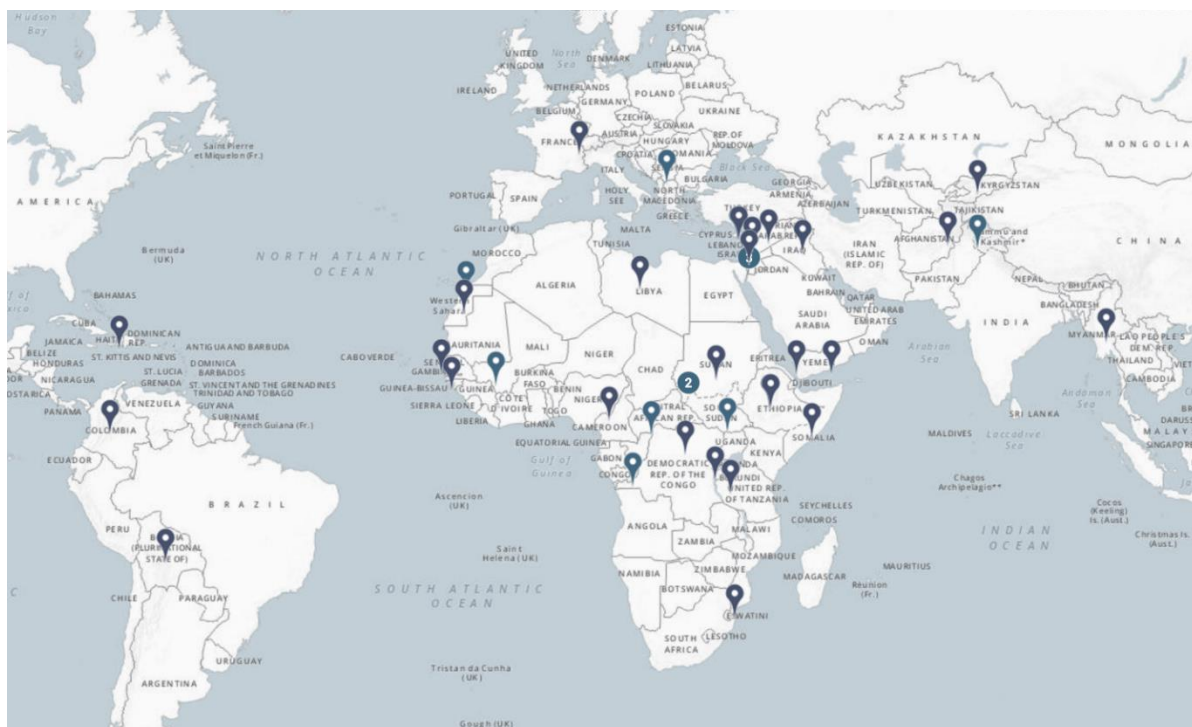 Hudson
Bay
ESTONIA
LATVIA
UNITED
KINGDOM
North
Sea
DENMARK
LITHUANIA
IRELAND
NETHERLANDS
BELARUS
POLAND
GERMANY
BELGIUM
UKRAINE
CZECHIA
SLOVAKIA
AUSTRIA
FRANCE
HUNGARY
REP. OF
MOLDOVA
KAZAKHSTAN
MONGOLIA
Saint Pierre
et Miquelon (Fr.)
CROATIA
ITALY
Black Sea
BULGARIA
GEORGIA
ARMENIA
AZERBAIJAN
UZBEKISTAN
KYRGYZSTAN
AMERICA
PORTUGAL
SPAIN
HOLY
SEE
NORTH
MACEDONIA
GREECE
TURKEY
TURKMENISTAN
TAJIKISTAN
Gibraltar (UK)
MALTA
CYPRUS
TUNISIA
IRAQ
IRAN
(ISLAMIC
REP. OF)
AFGHANISTAN
Kashmir*
CHINA
Bermuda
(UK)
NORTH ATLANTIC
OCEAN
MOROCCO
3
JORDAN
KUWAIT
PAKISTAN
NEPAL
BHUTAN
ALGERIA
LIBYA
EGYPT
BAHRAIN
QATAR
UNITED ARAB
EMIRATES
BANGLADESH
BAHAMAS
Western
Sahara
SAUDI
ARABIA
INDIA
CUBA
HAITI
DOMINICAN
REP.
OMAN
MYANMAR
JAMAICA
BELIZE
HONDURAS
ANTIGUA AND BARBUDA
ST. KITTIS AND NEVIS
CABOVERDE
MALI
NIGER
CHAD
SUDAN
ERITREA
YEMEN
Arabian
Sea
LAO PEOPLE'S
DEM. REP.
THAILAND
DOMINICA
BARBADOS
ST. LUCIA
GRENADA
ST. VINCENT AND THE GRENADINES
TRINIDAD AND TOBAGO
NICARAGUA
GAMBIA
GUINEA-BISSAU
GUINEA
BURKINA
FASO
BENIN
2
DJIBOUTI
Andaman
Sea
CAMBODIA
PANAMA
VENEZUELA
GUYANA
SURINAME
French Guiana (Fr.)
SIERRA LEONE
LIBERIA
CÔTE
D'IVOIRE
GHANA
TOGO
CAMEROON
ETHIOPIA
SOMALIA
SRI LANKA
COLOMBIA
ECUADOR
EQUATORIAL GUINEA
GABON
CONGO
UGANDA
KENYA
MALDIVES
Laccadive
Sea
SINGAPORE
Gulf of
Guinea
DEMOCRATIC
REP. OF THE
CONGO
BURUNDI
UNITED REP.
OF TANZANIA
Chagos
Archipelago**
BRAZIL
PERU
Ascencion
(UK)
SEYCHELLES
COMOROS
Cocos
(Keeling)
Is. (Aust.)
Christmas Is.
(Aust.)
ANGOLA
ZAMBIA
MALAWI
INDIAN
OCEAN
(PLURINATIONAL
STATE OF)
Saint
Helena (UK)
MOZAMBIQUE
ZIMBABWE
MADAGASCAR
MAURITIUS
Réunion
(Fr.)
NAMIBIA
BOTSWANA
CHILE
PARAGUAY
SOUTH ATLANTIC
OCEAN
ESWATINI
LESOTHO
SOUTH
AFRICA
URUGUAY
ARGENTINA
Tristan da Cunha
(UK)
Gough (UK)